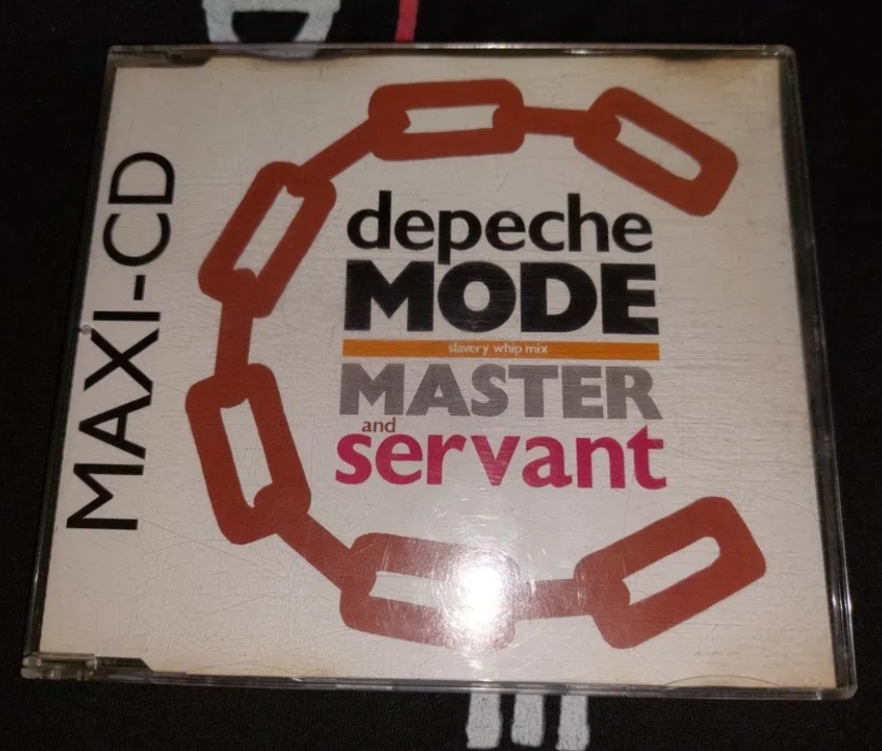 MAXI-CD
depeche
MODE
slavery whip mix
MASTER
and
servant